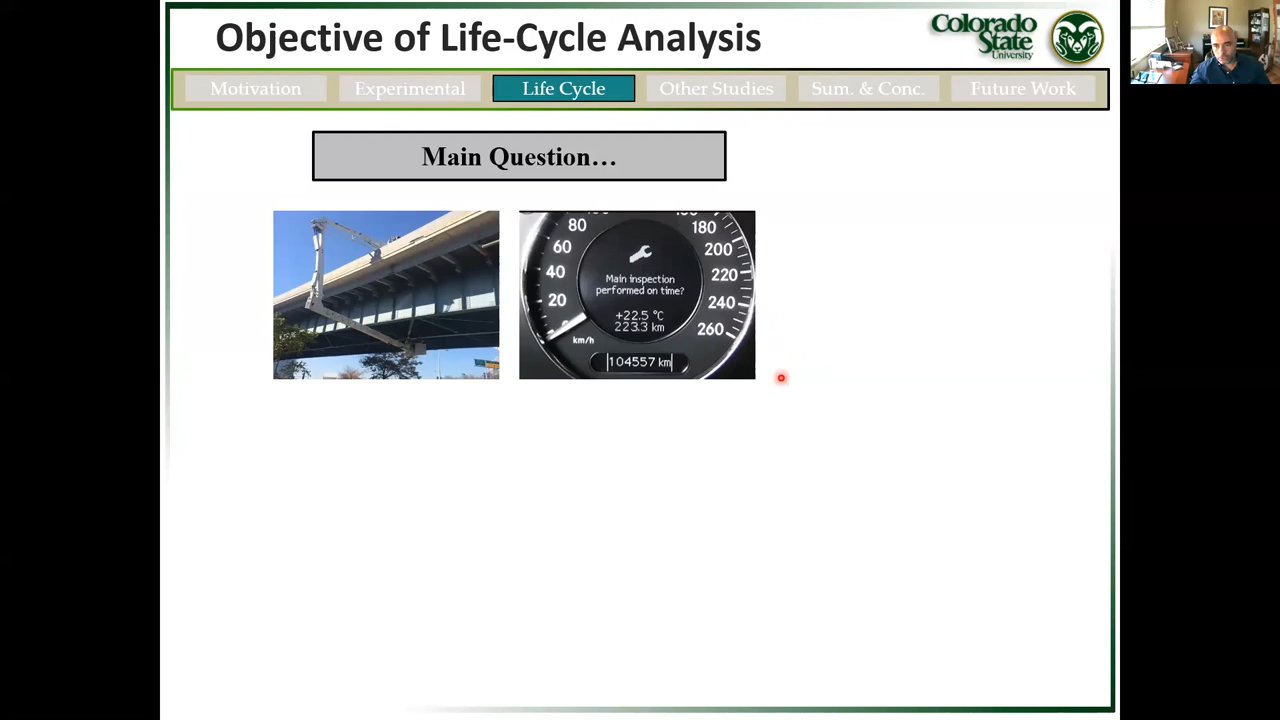 Objective of Life-Cycle Analysis
Colorado
State
University
Motivation
Experimental
Life Cycle
Other Studies
Sum. & Conc.
Future Work
Main Question…
80
60
40
20
180
200
220
240
260
Main inspection
performed on time?
+22.5 °C
223.3 km
km/h
104557 km